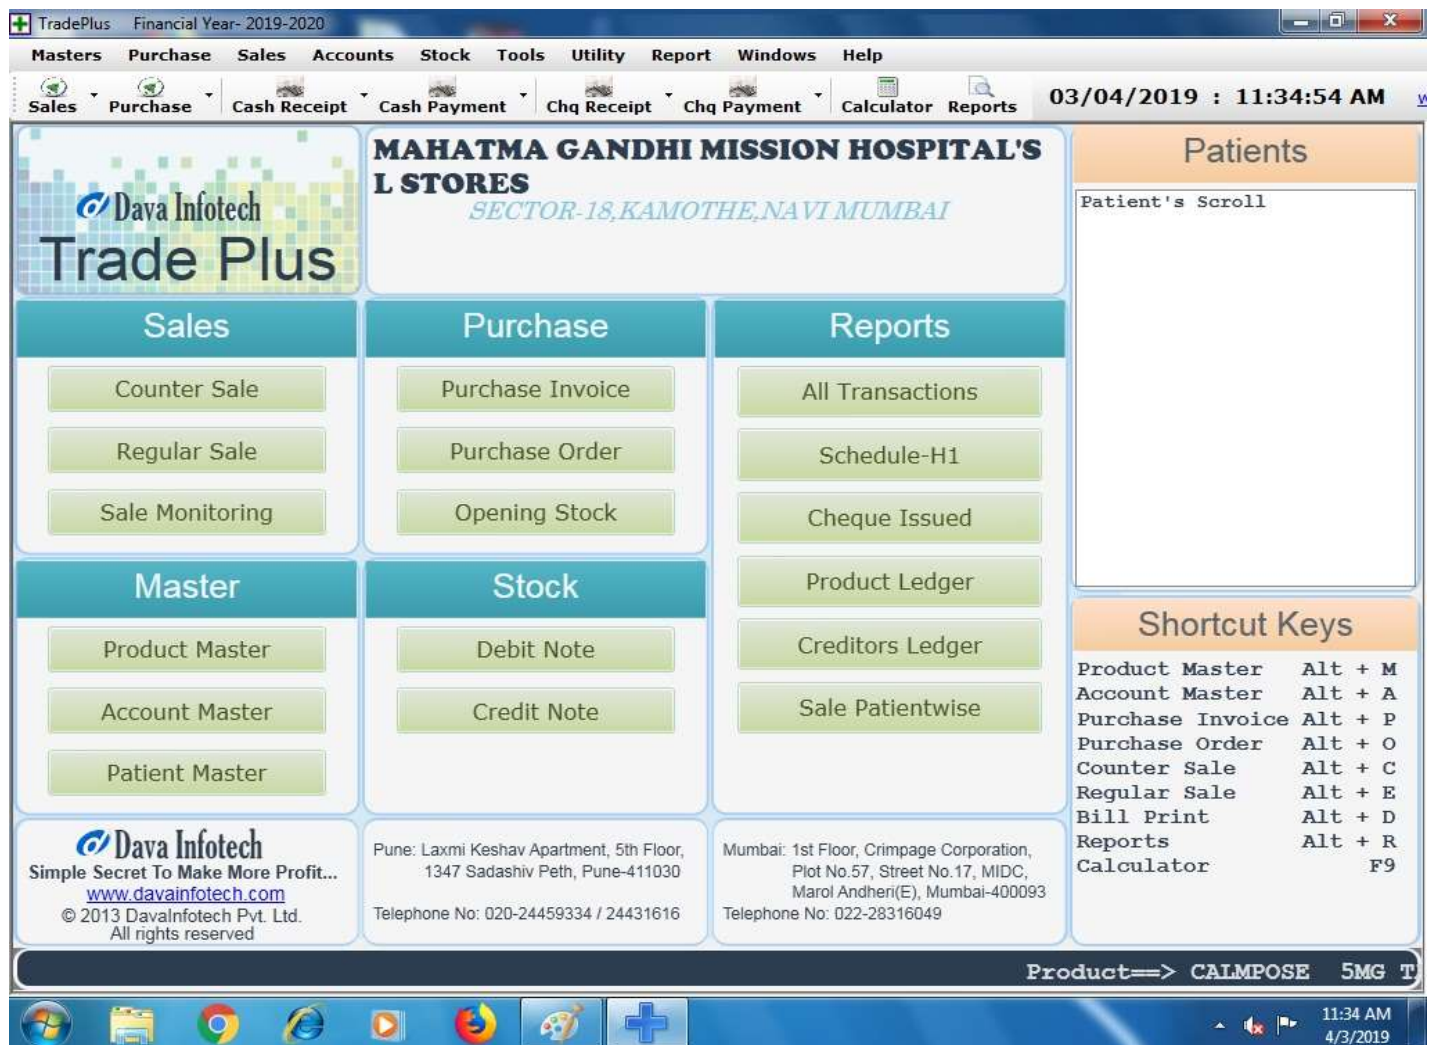 TradePlus Financial Year- 2019-2020
Masters Purchase Sales Accounts Stock Tools Utility Report Windows Help
Sales Purchase Cash Receipt Cash Payment Chq Receipt Chq Payment Calculator Reports 03/04/2019 : 11:34:54 AM
Dava Infotech
Trade Plus
MAHATMA GANDHI MISSION HOSPITAL'S
L STORES
SECTOR-18,KAMOTHE,NAVI MUMBAI
Patients
Patient's Scroll
Sales
Counter Sale
Regular Sale
Sale Monitoring
Purchase
Purchase Invoice
Purchase Order
Opening Stock
Reports
All Transactions
Schedule-H1
Cheque Issued
Product Ledger
Creditors Ledger
Sale Patientwise
Master
Product Master
Account Master
Patient Master
Stock
Debit Note
Credit Note
Shortcut Keys
Product Master Alt + M
Account Master Alt + A
Purchase Invoice Alt + P
Purchase Order Alt + O
Counter Sale Alt + C
Regular Sale Alt + E
Bill Print Alt + D
Reports Alt + R
Calculator F9
Dava Infotech
Simple Secret To Make More Profit...
www.davainfotech.com
© 2013 DavaInfotech Pvt. Ltd.
All rights reserved
Pune: Laxmi Keshav Apartment, 5th Floor,
1347 Sadashiv Peth, Pune-411030
Telephone No: 020-24459334 / 24431616
Mumbai: 1st Floor, Crimpage Corporation,
Plot No.57, Street No.17, MIDC,
Marol Andheri(E), Mumbai-400093
Telephone No: 022-28316049
Product==> CALMPOSE 5MG T
11:34 AM
4/3/2019